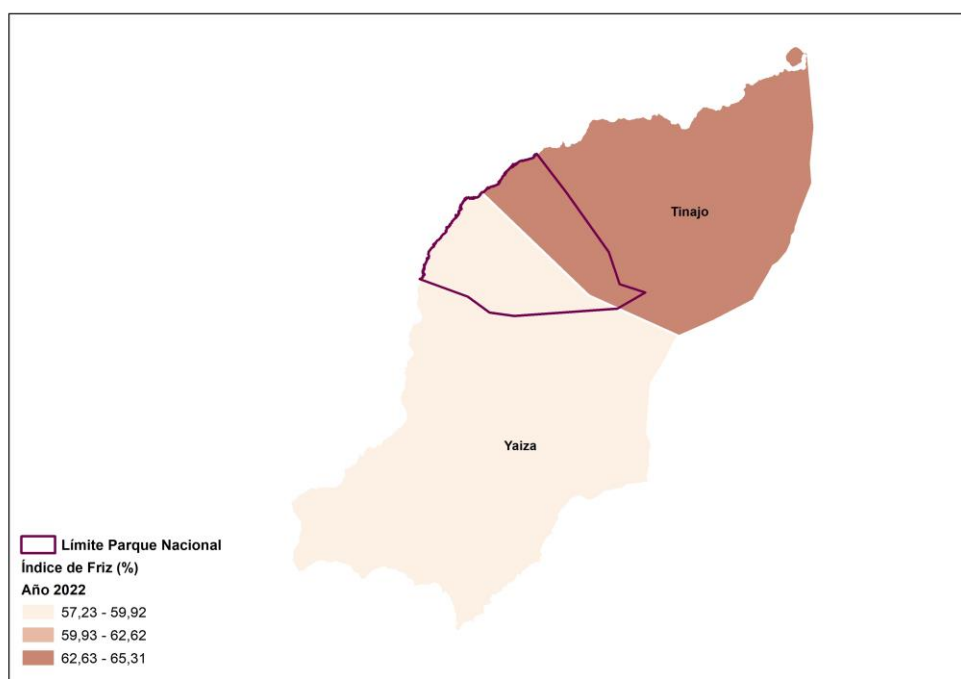 Tinajo
Yaiza
Límite Parque Nacional
Índice de Friz (%)
Año 2022
57,23 - 59,92
59,93 - 62,62
62,63 - 65,31